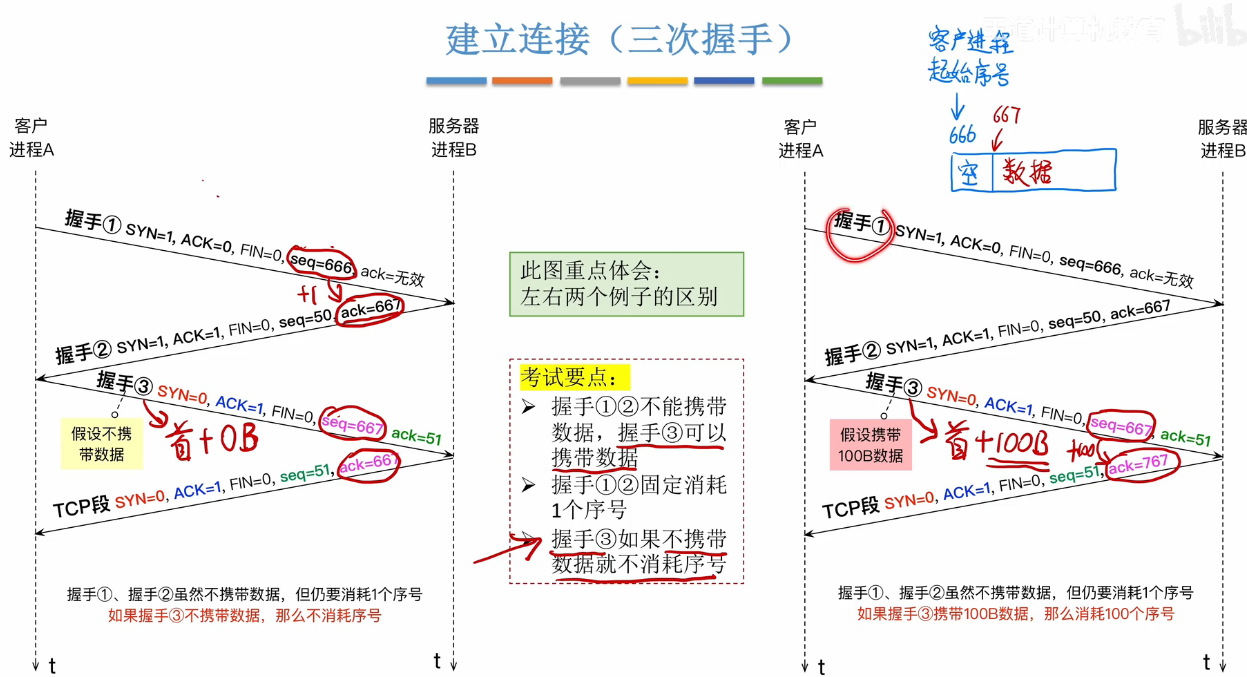 建立连接（三次握手）
王道计算机教育 bilib
客户进程
起始序号
666
667
空
数据
客户
进程A
服务器
进程B
握手① SYN=1, ACK=0, FIN=0, seq=666, ack=无效
+1
握手② SYN=1, ACK=1, FIN=0, seq=50, ack=667
握手③ SYN=0, ACK=1, FIN=0, seq=667 ack=51
假设不携
带数据
首+0B
TCP段 SYN=0, ACK=1, FIN=0, seq=51, ack=667
握手①、握手②虽然不携带数据，但仍要消耗1个序号
如果握手③不携带数据，那么不消耗序号
t
t
此图重点体会：
左右两个例子的区别
考试要点：
➢ 握手①②不能携带
数据，握手③可以
携带数据
➢ 握手①②固定消耗
1个序号
➢ 握手③如果不携带
数据就不消耗序号
客户
进程A
服务器
进程B
握手① SYN=1, ACK=0, FIN=0, seq=666, ack=无效
握手② SYN=1, ACK=1, FIN=0, seq=50, ack=667
握手③ SYN=0, ACK=1, FIN=0, seq=667, ack=51
假设携带
100B数据
首+100B
+100
TCP段 SYN=0, ACK=1, FIN=0, seq=51, ack=767
握手①、握手②虽然不携带数据，但仍要消耗1个序号
如果握手③携带100B数据，那么消耗100个序号
t
t